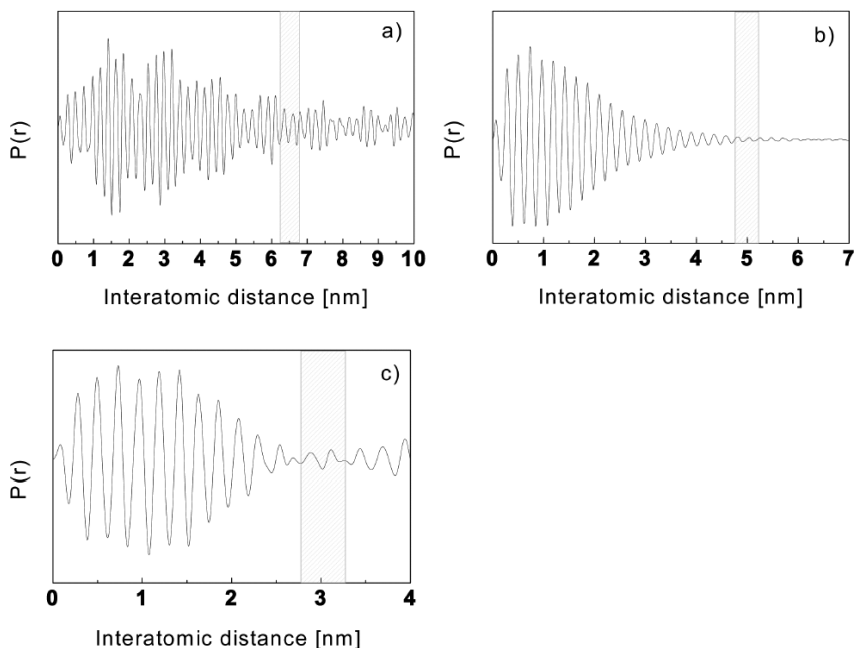 a)
P(r)
0 1 2 3 4 5 6 7 8 9 10
Interatomic distance [nm]
b)
P(r)
0 1 2 3 4 5 6 7
Interatomic distance [nm]
c)
P(r)
0 1 2 3 4
Interatomic distance [nm]